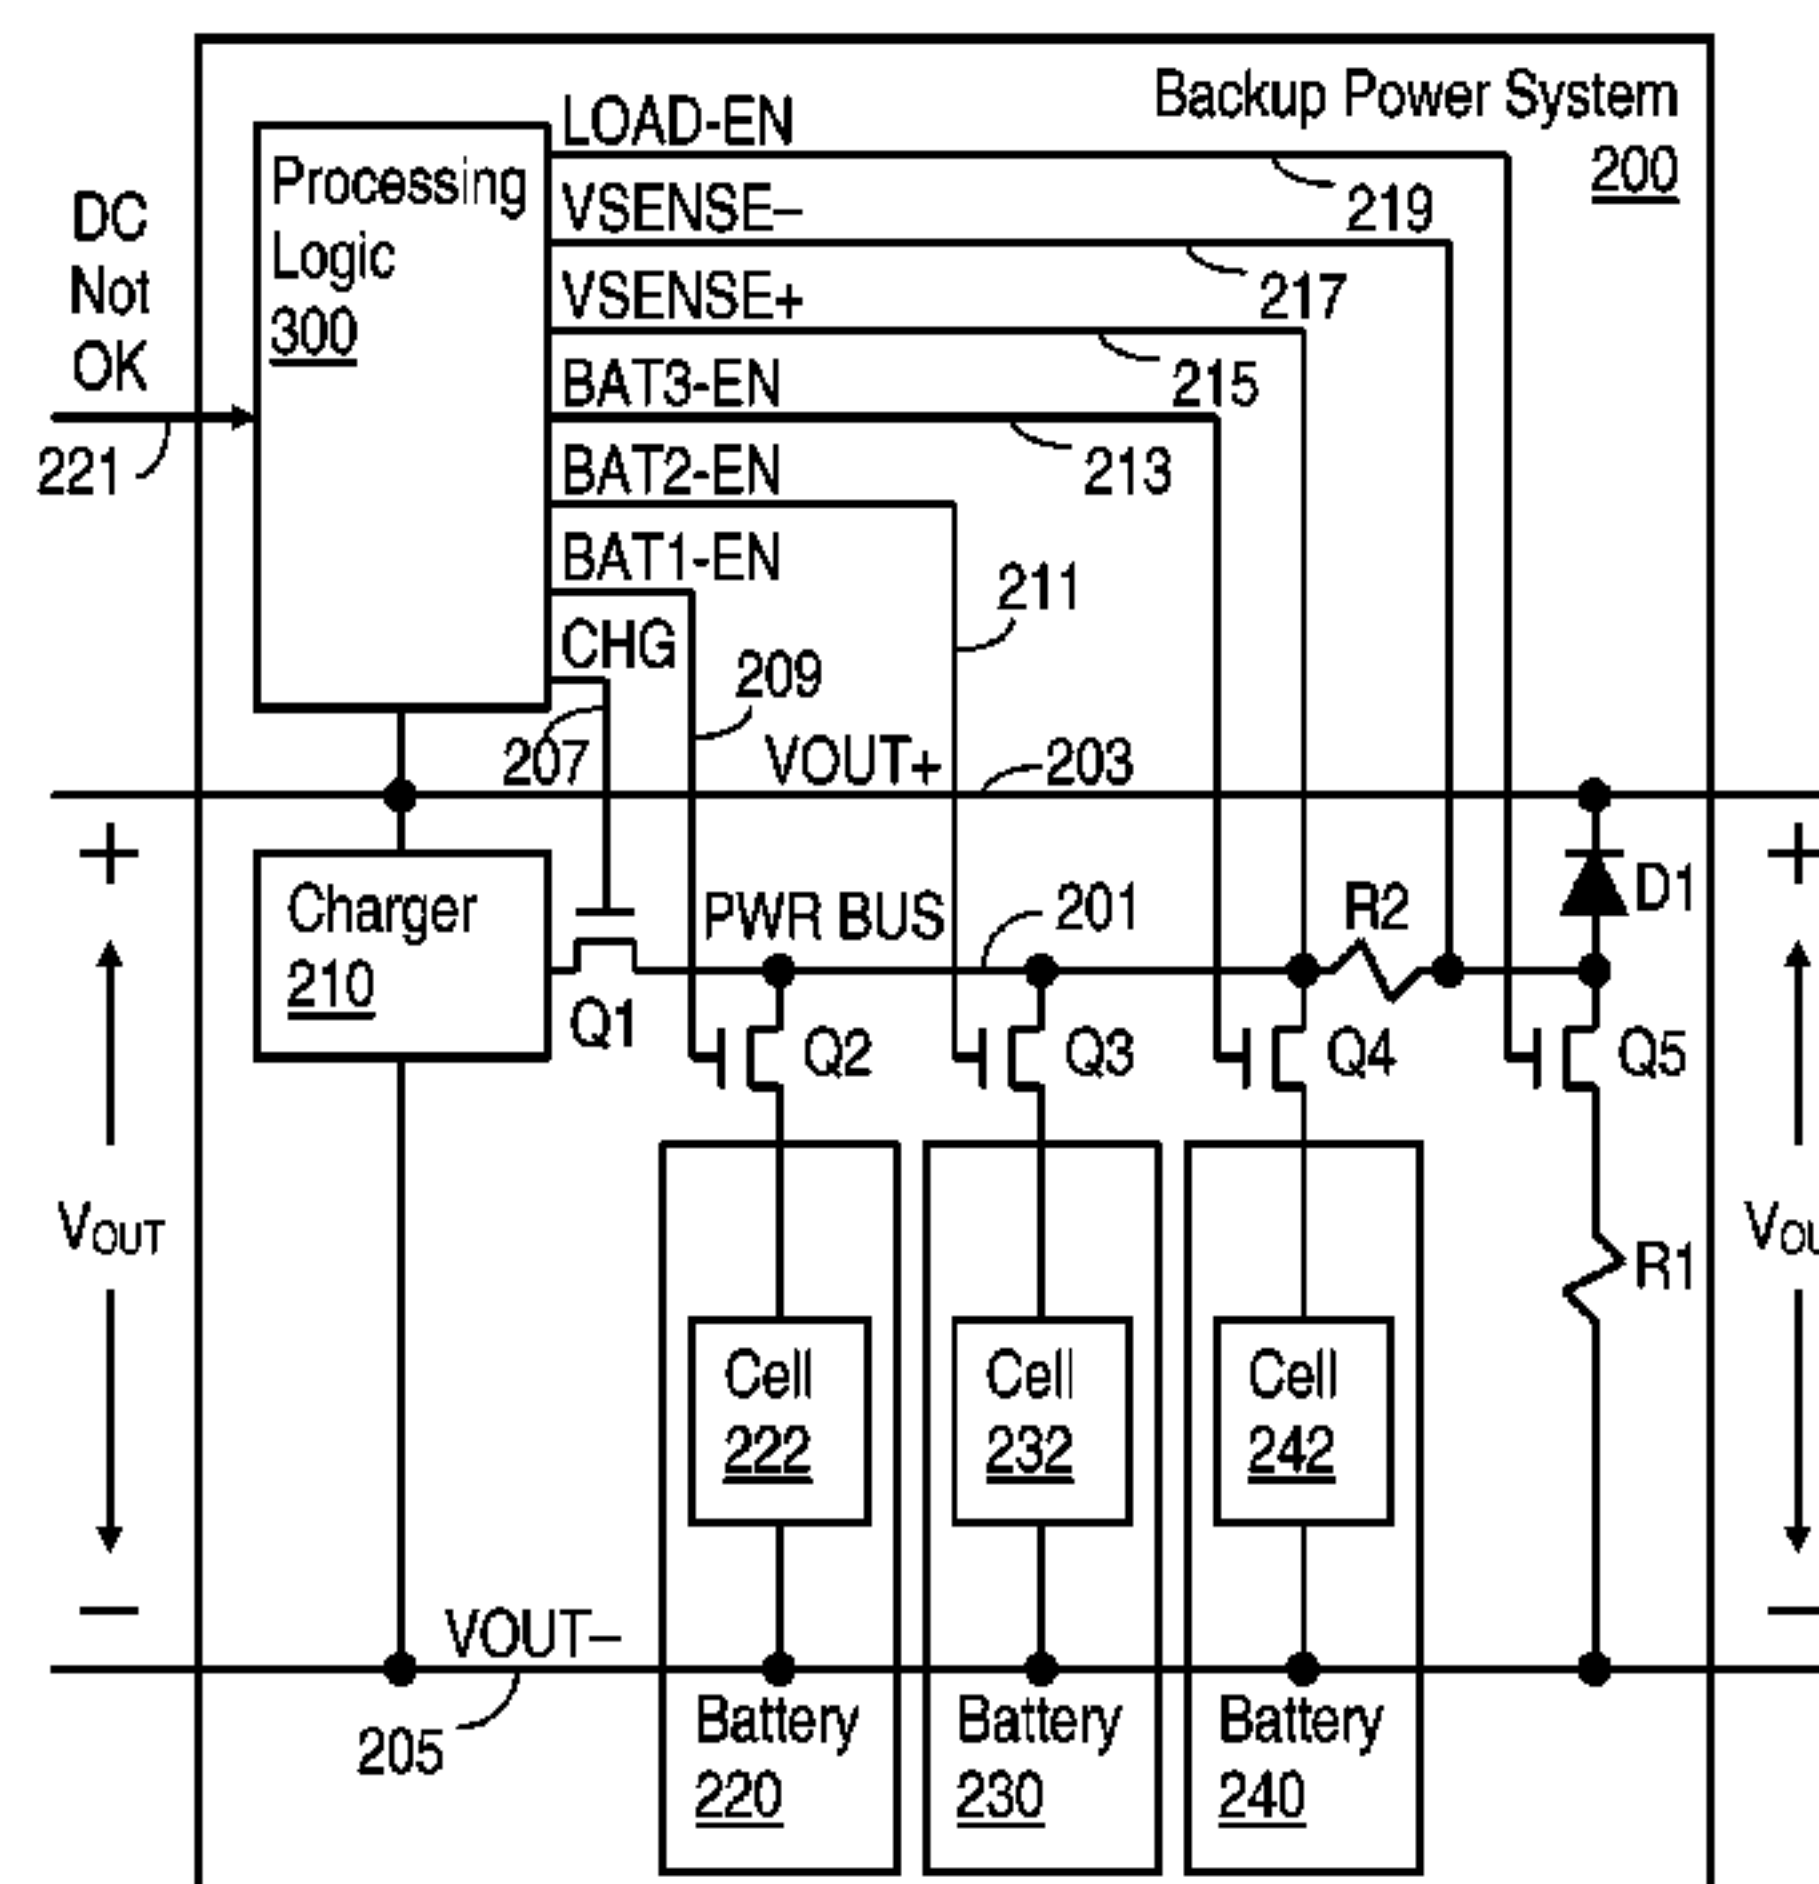 Backup Power System
200
LOAD-EN
Processing
Logic
300
DC
Not
OK
221
VSENSE–
219
VSENSE+
217
BAT3-EN
215
BAT2-EN
213
BAT1-EN
211
CHG
209
207
VOUT+
203
+
+
Charger
210
PWR BUS
201
R2
D1
Q1
Q2
Q3
Q4
Q5
VOUT
VOU
R1
Cell
222
Cell
232
Cell
242
–
–
VOUT–
205
Battery
220
Battery
230
Battery
240